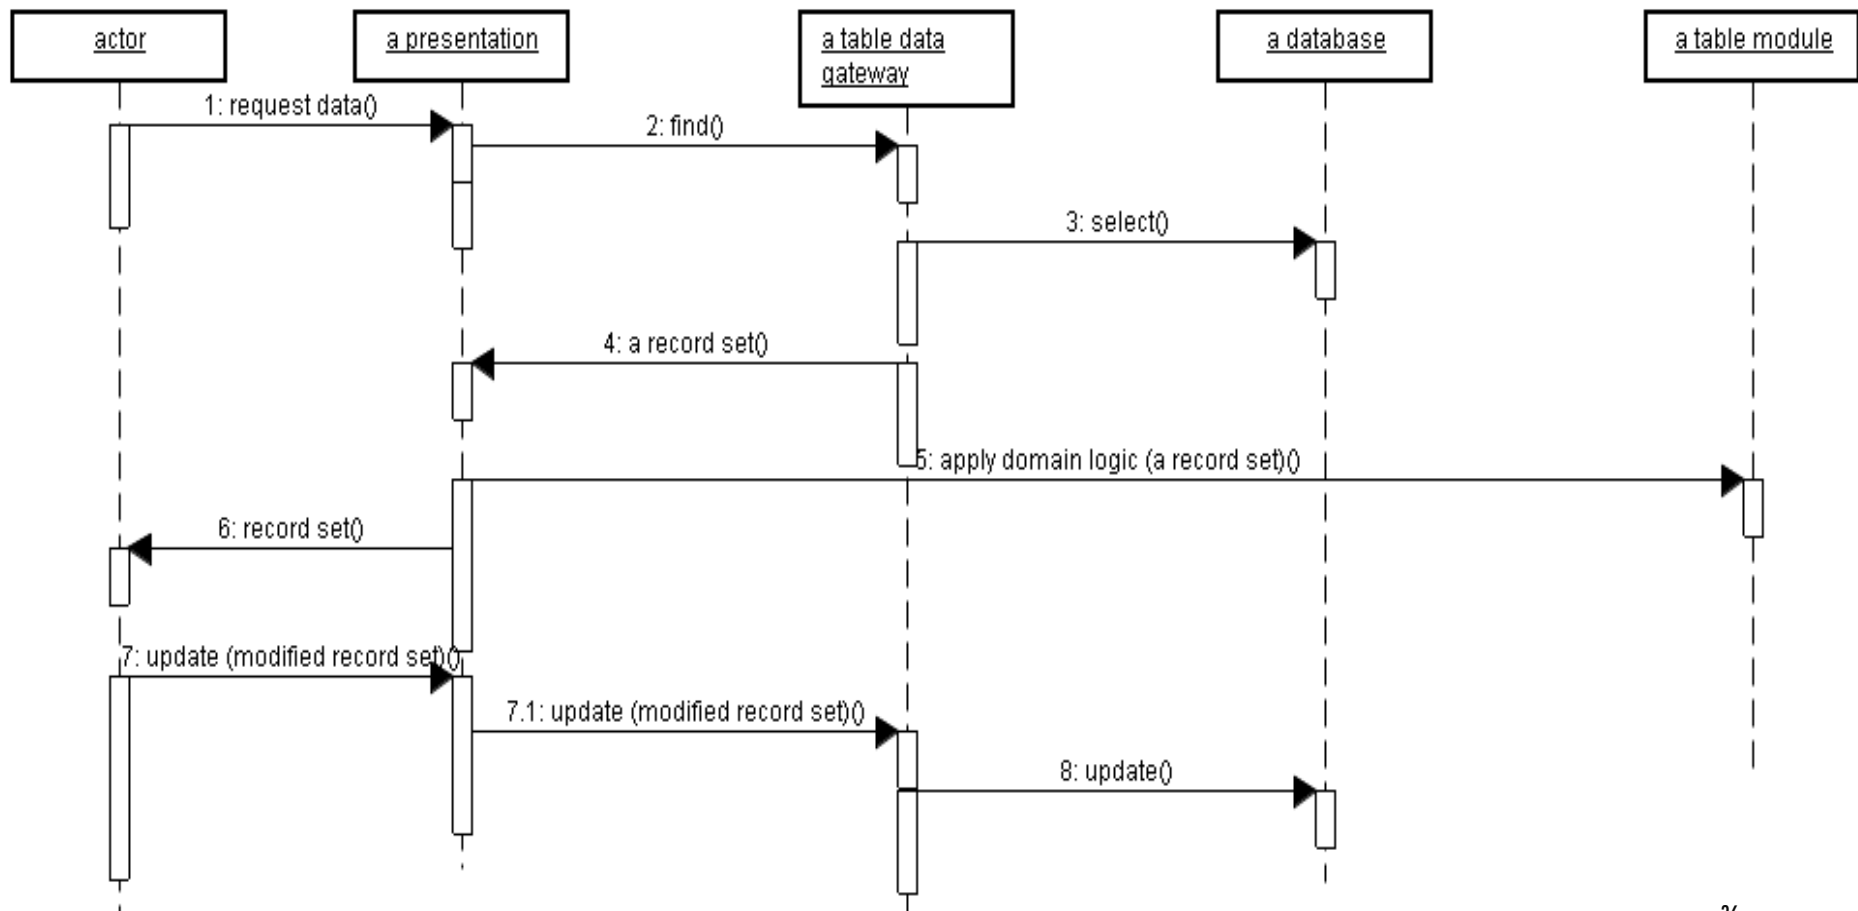 actor
a presentation
a table data
gateway
a database
a table module
1: request data()
2: find()
3: select()
4: a record set()
5: apply domain logic (a record set)()
6: record set()
7: update (modified record set)()
7.1: update (modified record set)()
8: update()